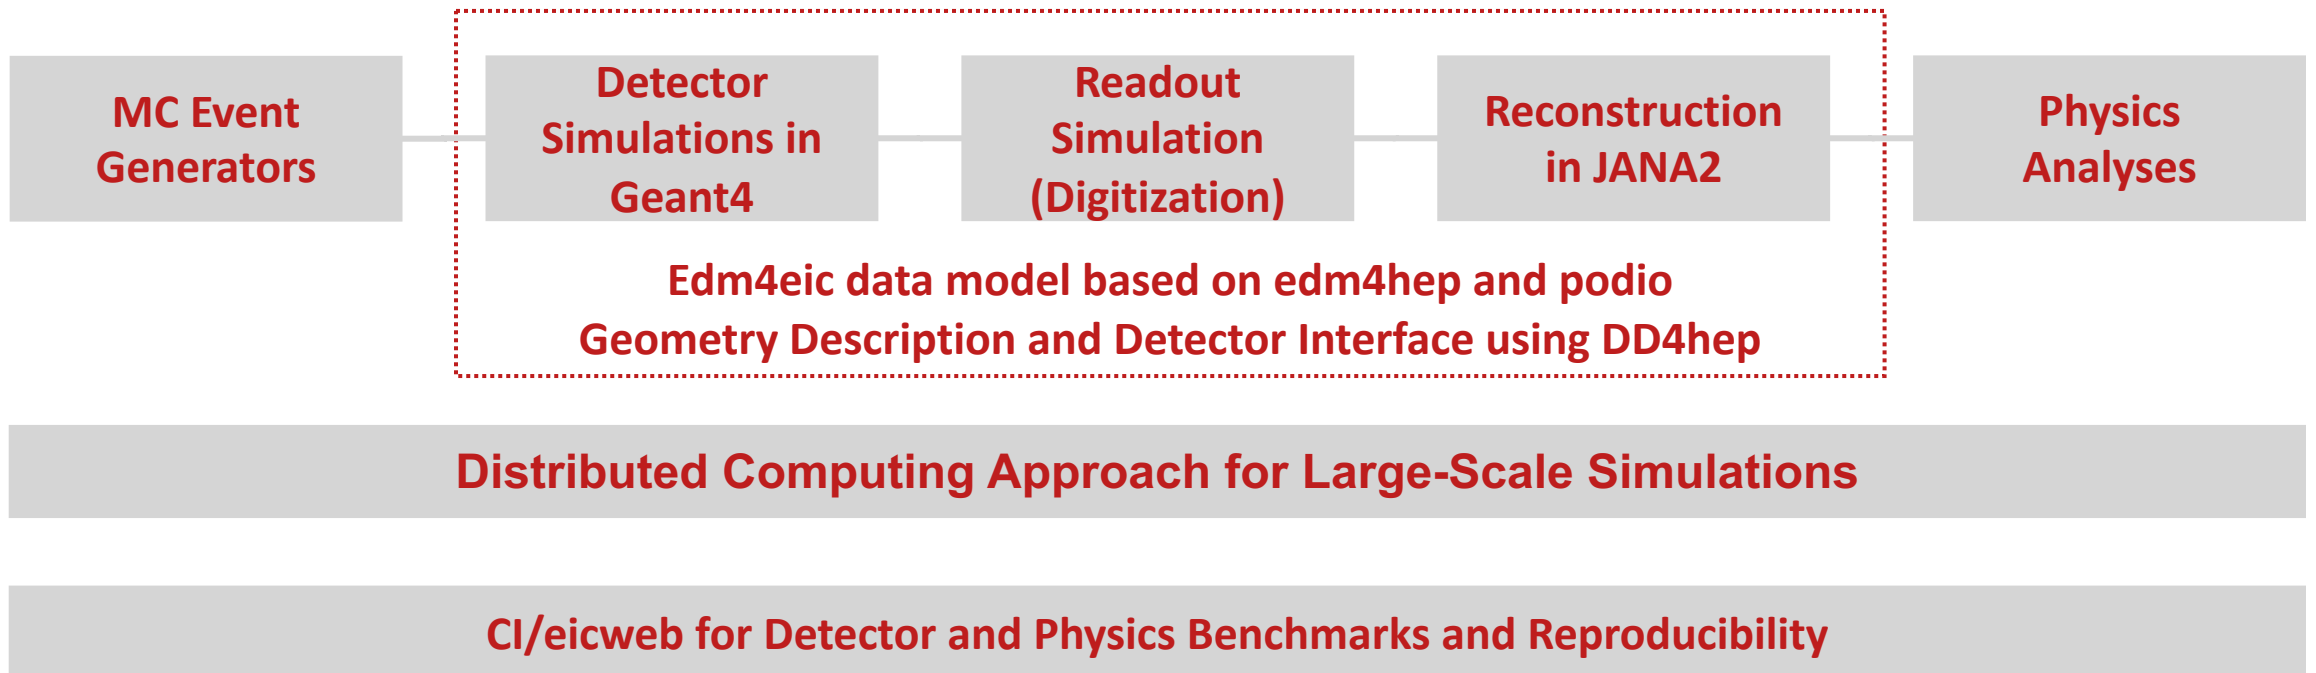 MC Event
Generators
Detector
Simulations in
Geant4
Readout
Simulation
(Digitization)
Reconstruction
in JANA2
Physics
Analyses
Edm4eic data model based on edm4hep and podio
Geometry Description and Detector Interface using DD4hep
Distributed Computing Approach for Large-Scale Simulations
CI/eicweb for Detector and Physics Benchmarks and Reproducibility